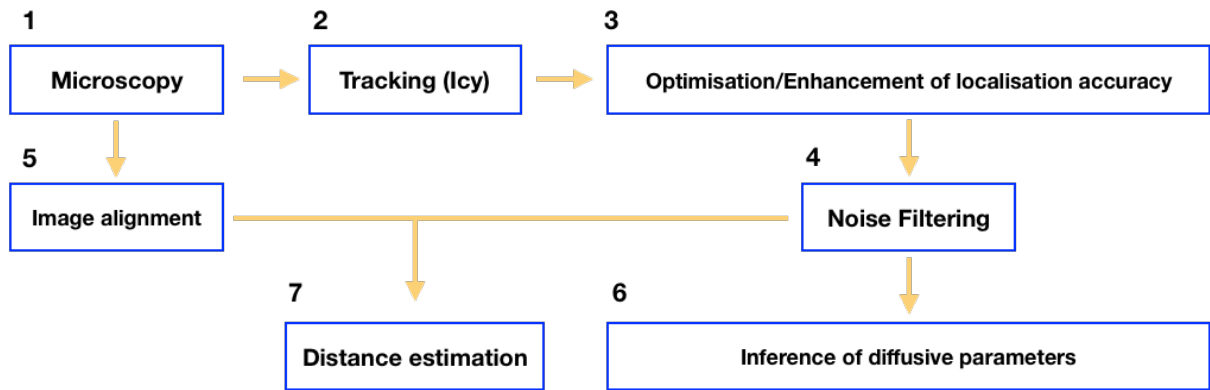 1
2
3
Microscopy
Tracking (Icy)
Optimisation/Enhancement of localisation accuracy
5
4
Image alignment
Noise Filtering
7
6
Distance estimation
Inference of diffusive parameters